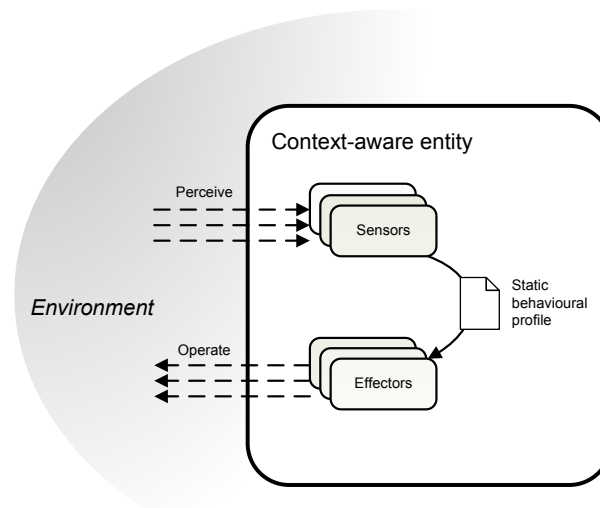 Context-aware entity
Perceive
Sensors
Static
behavioural
profile
Environment
Operate
Effectors